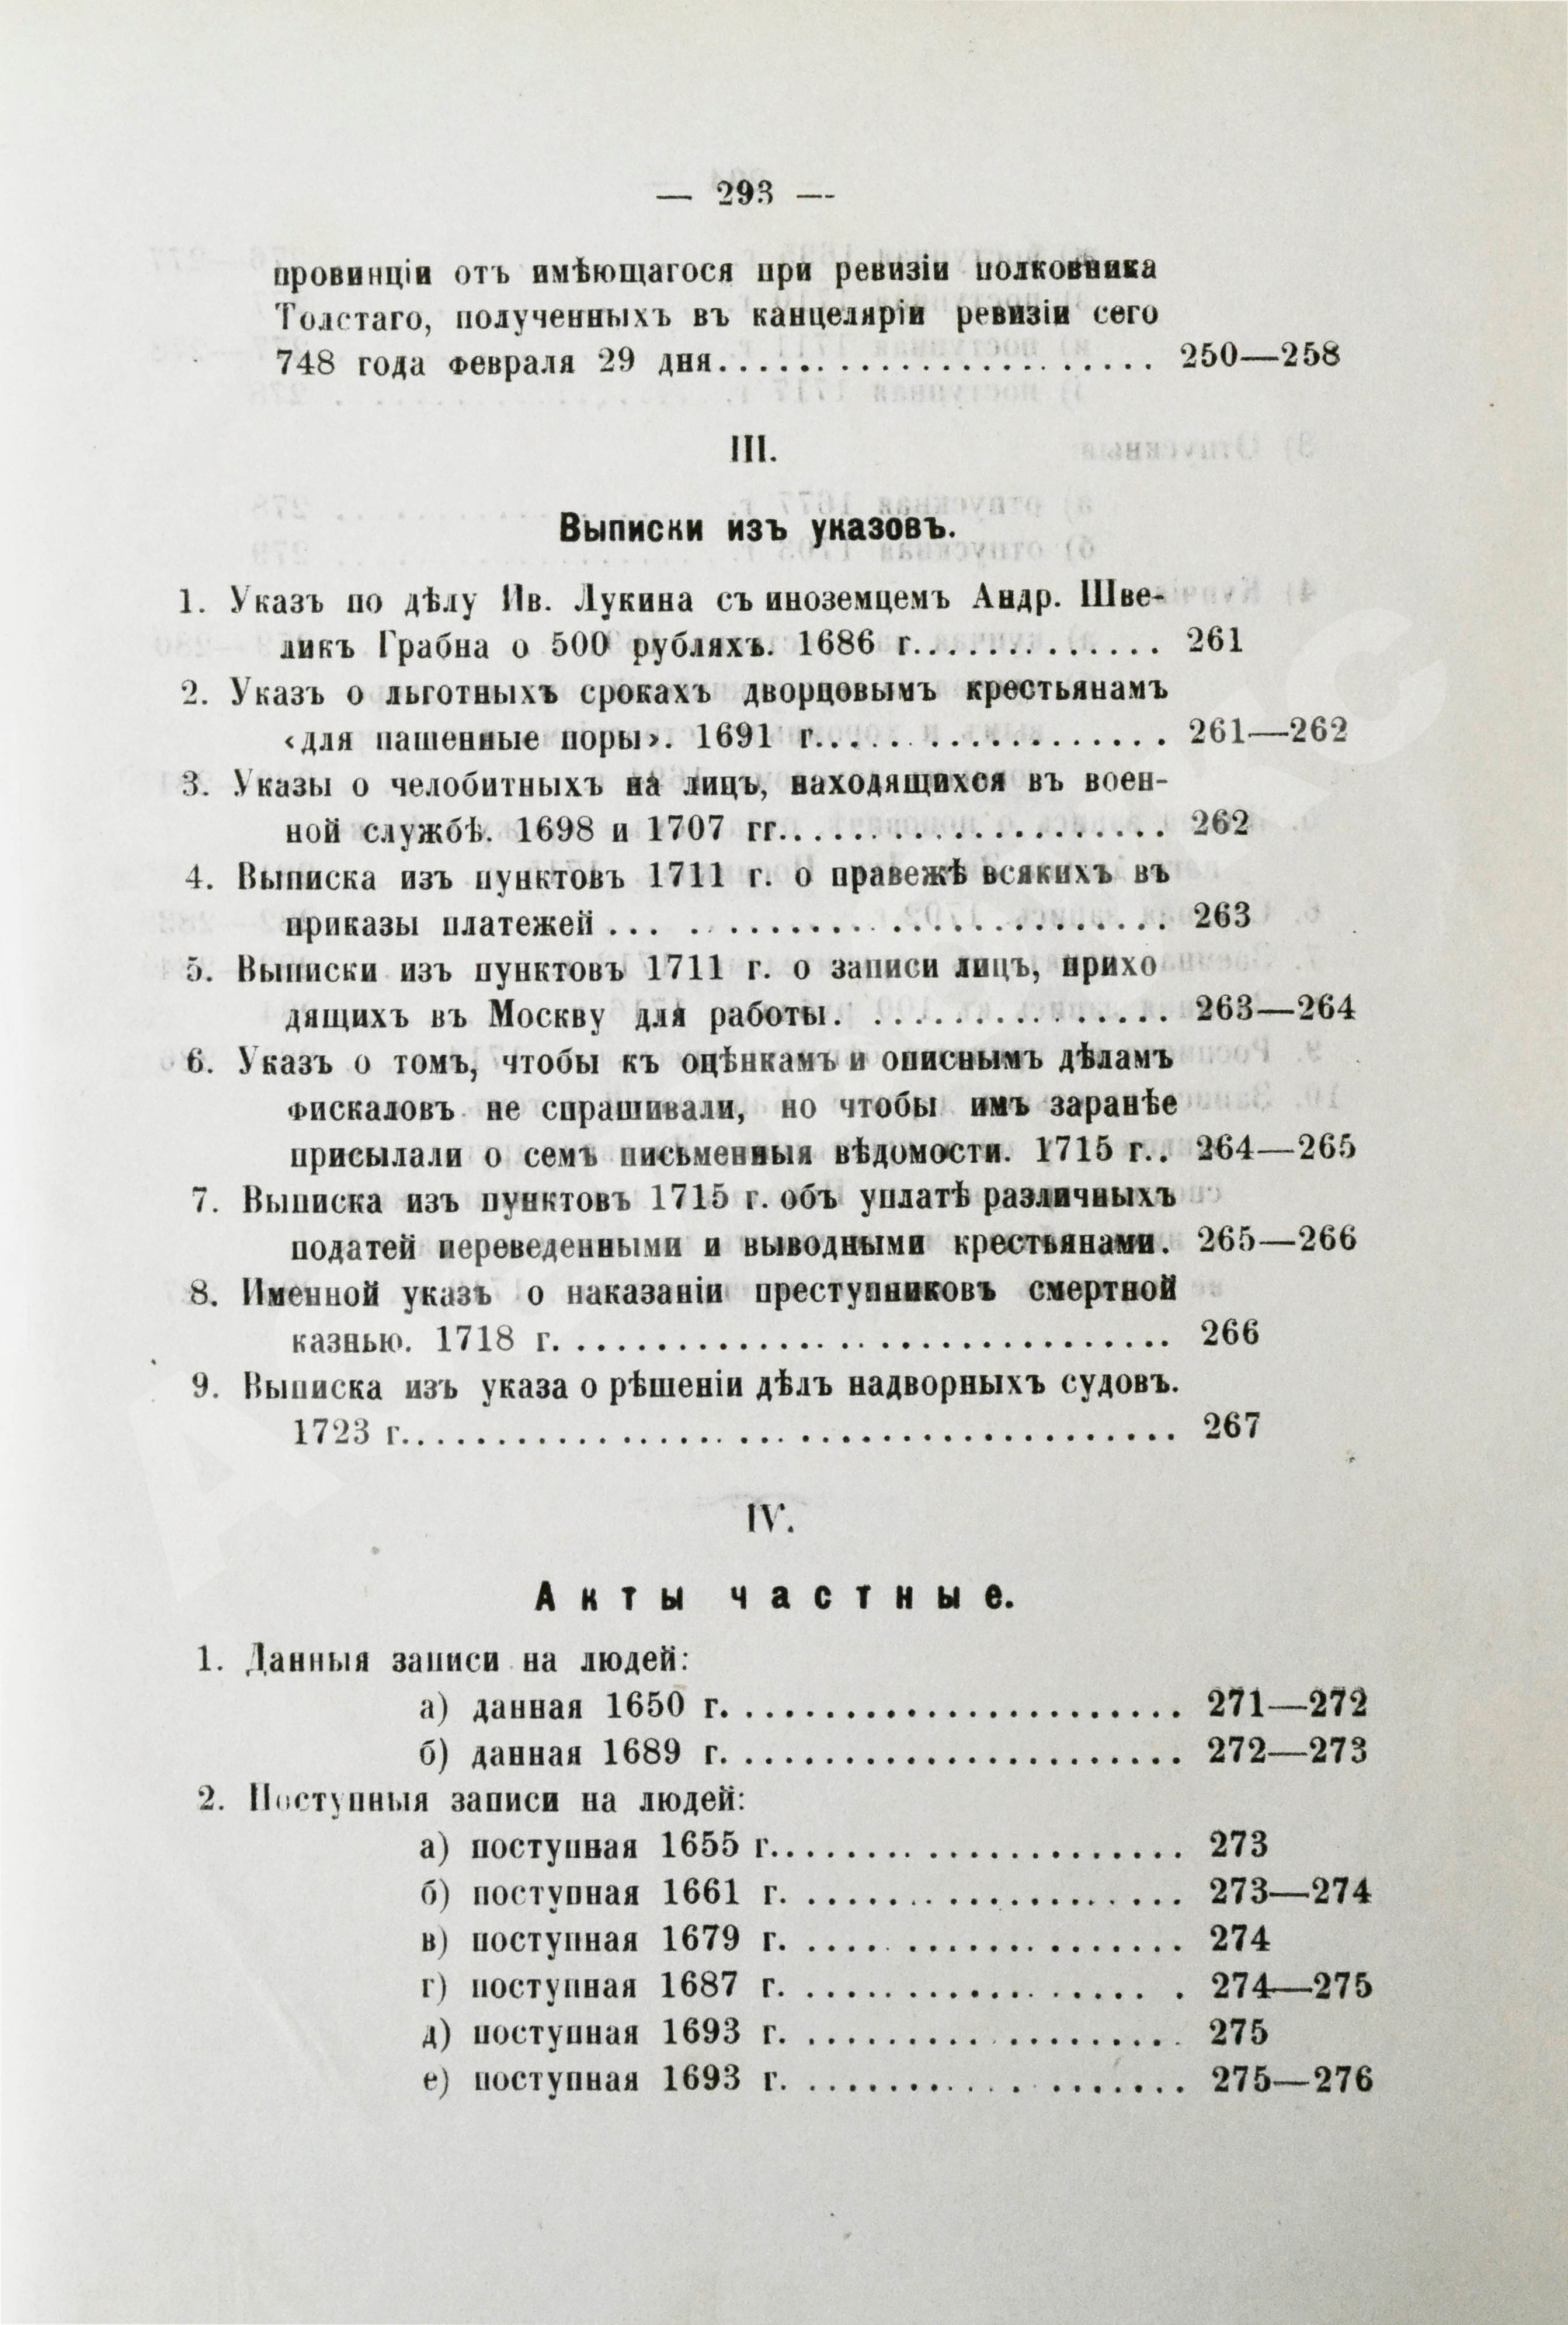 — 293 —
провинціи отъ имѣющагося при ревизіи полковника
Толстаго, полученныхъ въ канцеляріи ревизіи сего
748 года февраля 29 дня........................ 250—258
III.
Выписки изъ указовъ.
1. Указъ по дѣлу Ив. Лукина съ иноземцемъ Андр. Шве-
ликъ Грабна о 500 рубляхъ. 1686 г.............. 261
2. Указъ о льготныхъ срокахъ дворцовымъ крестьянамъ
‹для пашенные поры›. 1691 г................... 261—262
3. Указы о челобитныхъ на лицъ, находящихся въ воен-
ной службѣ. 1698 и 1707 гг..................... 262
4. Выписка изъ пунктовъ 1711 г. о правежѣ всякихъ въ
приказы платежей ............................ 263
5. Выписки изъ пунктовъ 1711 г. о записи лицъ, прихо
дящихъ въ Москву для работы. ............... 263—264
6. Указъ о томъ, чтобы къ оцѣнкамъ и описнымъ дѣламъ
фискаловъ не спрашивали, но чтобы имъ заранѣе
присылали о семъ письменныя вѣдомости. 1715 г.. 264—265
7. Выписка изъ пунктовъ 1715 г. объ уплатѣ различныхъ
податей переведенными и выводными крестьянами. 265—266
8. Именной указъ о наказаніи преступниковъ смертной
казнью. 1718 г. .............................. 266
9. Выписка изъ указа о рѣшеніи дѣлъ надворныхъ судовъ.
1723 г....................................... 267
IV.
Акты частные.
1. Данныя записи на людей:
а) данная 1650 г. ....................... 271—272
б) данная 1689 г. ....................... 272—273
2. Поступныя записи на людей:
а) поступная 1655 г...................... 273
б) поступная 1661 г. .................... 273—274
в) поступная 1679 г. .................... 274
г) поступная 1687 г. .................... 274—275
д) поступная 1693 г. .................... 275
е) поступная 1693 г. .................... 275—276